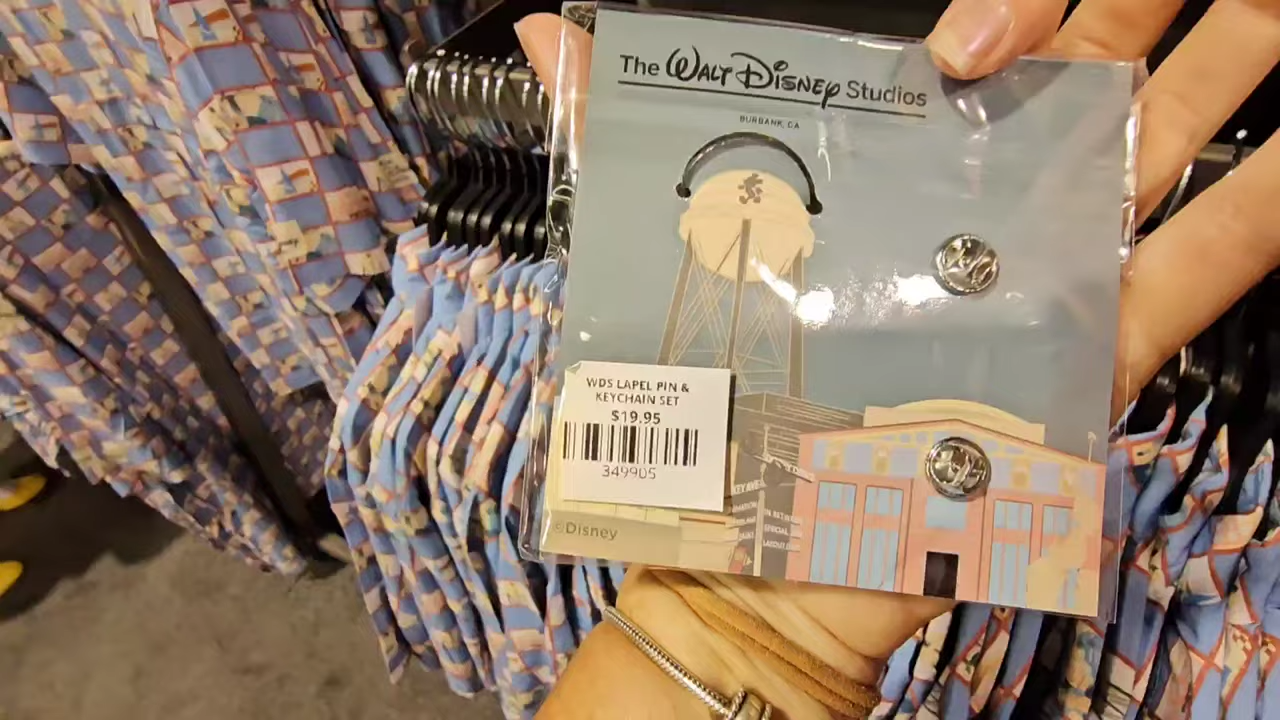 The WALT DISNEY Studios
BURBANK, CA
WDS LAPEL PIN &
KEYCHAIN SET
$19.95
349905
©Disney